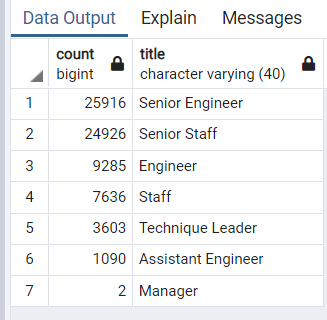 Data Output Explain Messages
count title
bigint character varying (40)
1 25916 Senior Engineer
2 24926 Senior Staff
3 9285 Engineer
4 7636 Staff
5 3603 Technique Leader
6 1090 Assistant Engineer
7 2 Manager